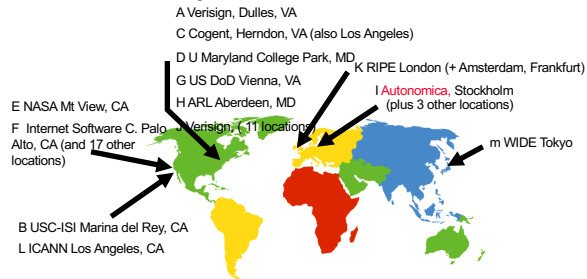 A Verisign, Dulles, VA
C Cogent, Herndon, VA (also Los Angeles)
D U Maryland College Park, MD
G US DoD Vienna, VA
H ARL Aberdeen, MD
J Verisign, ( 11 locations
K RIPE London (+ Amsterdam, Frankfurt)
I Autonomica, Stockholm
(plus 3 other locations)
E NASA Mt View, CA
F Internet Software C. Palo
Alto, CA (and 17 other
locations)
m WIDE Tokyo
B USC-ISI Marina del Rey, CA
L ICANN Los Angeles, CA